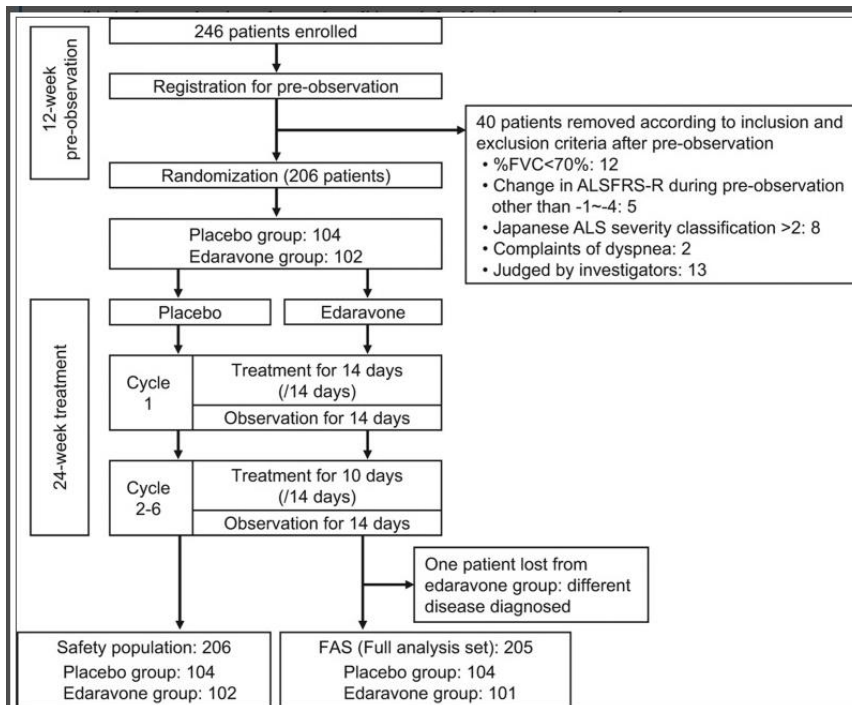 246 patients enrolled
12-week
pre-observation
Registration for pre-observation
40 patients removed according to inclusion and
exclusion criteria after pre-observation
• %FVC<70%: 12
• Change in ALSFRS-R during pre-observation
other than -1~-4: 5
• Japanese ALS severity classification >2: 8
• Complaints of dyspnea: 2
• Judged by investigators: 13
Randomization (206 patients)
Placebo group: 104
Edaravone group: 102
24-week treatment
Placebo
Edaravone
Cycle
1
Treatment for 14 days
(/14 days)
Observation for 14 days
Cycle
2-6
Treatment for 10 days
(/14 days)
Observation for 14 days
One patient lost from
edaravone group: different
disease diagnosed
Safety population: 206
Placebo group: 104
Edaravone group: 102
FAS (Full analysis set): 205
Placebo group: 104
Edaravone group: 101